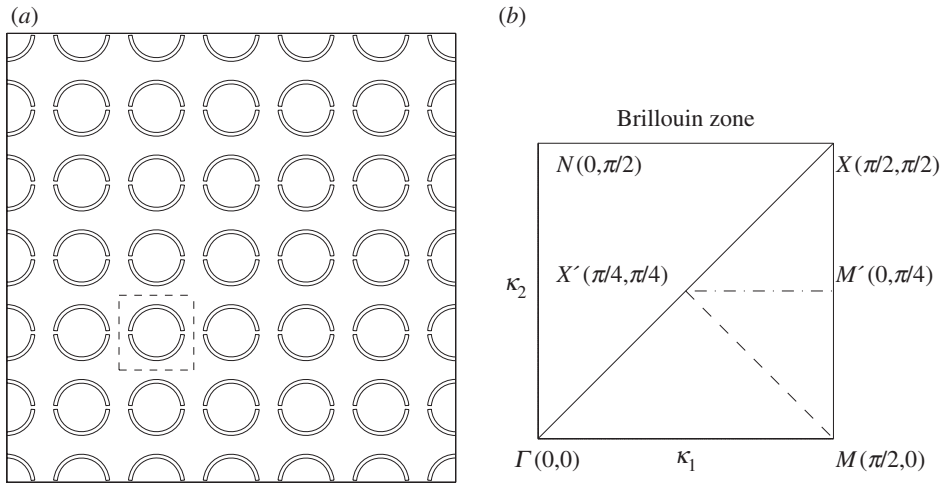 (a)
(b)
Brillouin zone
N(0,π/2)
X(π/2,π/2)
κ2
X′(π/4,π/4)
M′(0,π/4)
Γ(0,0)
κ1
M(π/2,0)